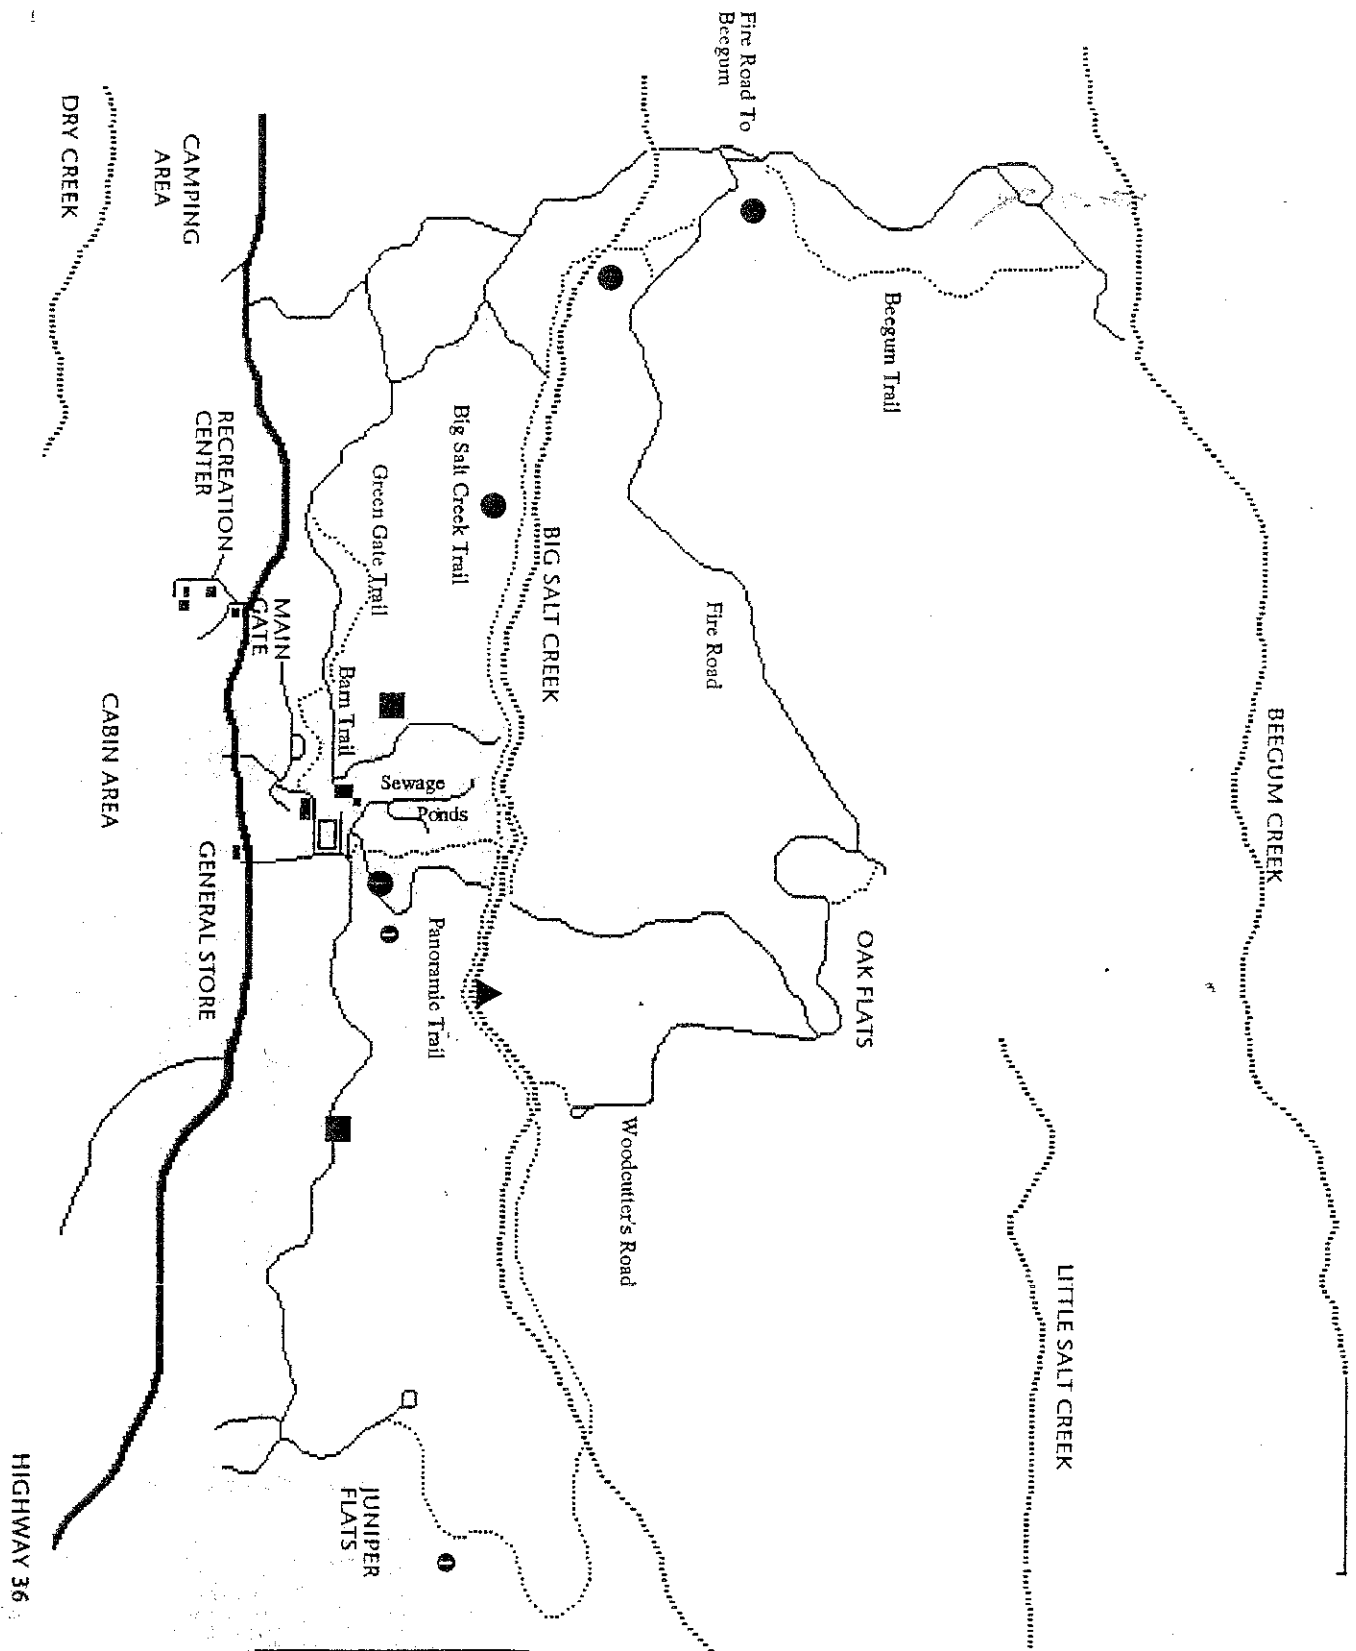 BEEGUM CREEK
LITTLE SALT CREEK
Beegum Trail
OAK FLATS
Fire Road To
Beegum
Fire Road
Woodcutter's Road
BIG SALT CREEK
Big Salt Creek Trail
Sewage
Ponds
Panoramic Trail
Green Gate Trail
Barn Trail
JUNIPER
FLATS
MAIN
GATE
RECREATION
CENTER
GENERAL STORE
CAMPING
AREA
CABIN AREA
DRY CREEK
HIGHWAY 36